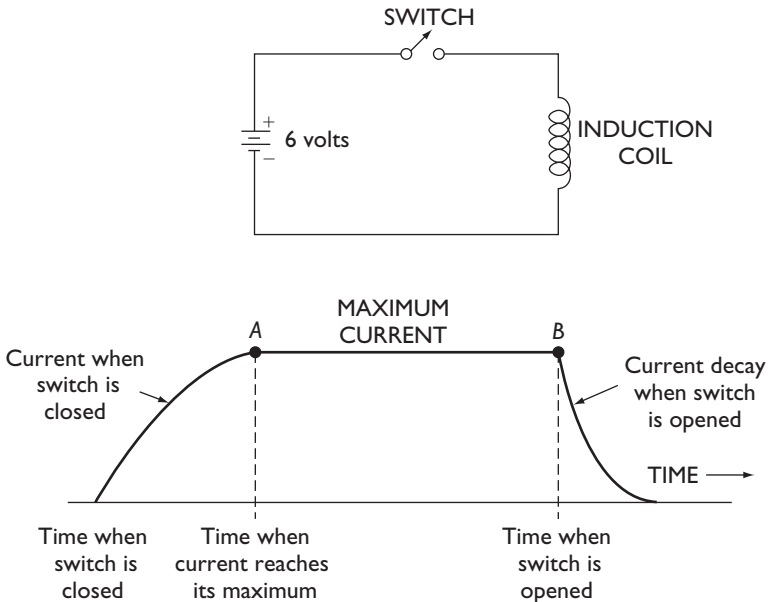 SWITCH
+
6 volts
−
INDUCTION
COIL
MAXIMUM
CURRENT
A
B
Current when
switch is
closed
Current decay
when switch
is opened
TIME
Time when
switch is
closed
Time when
current reaches
its maximum
Time when
switch is
opened